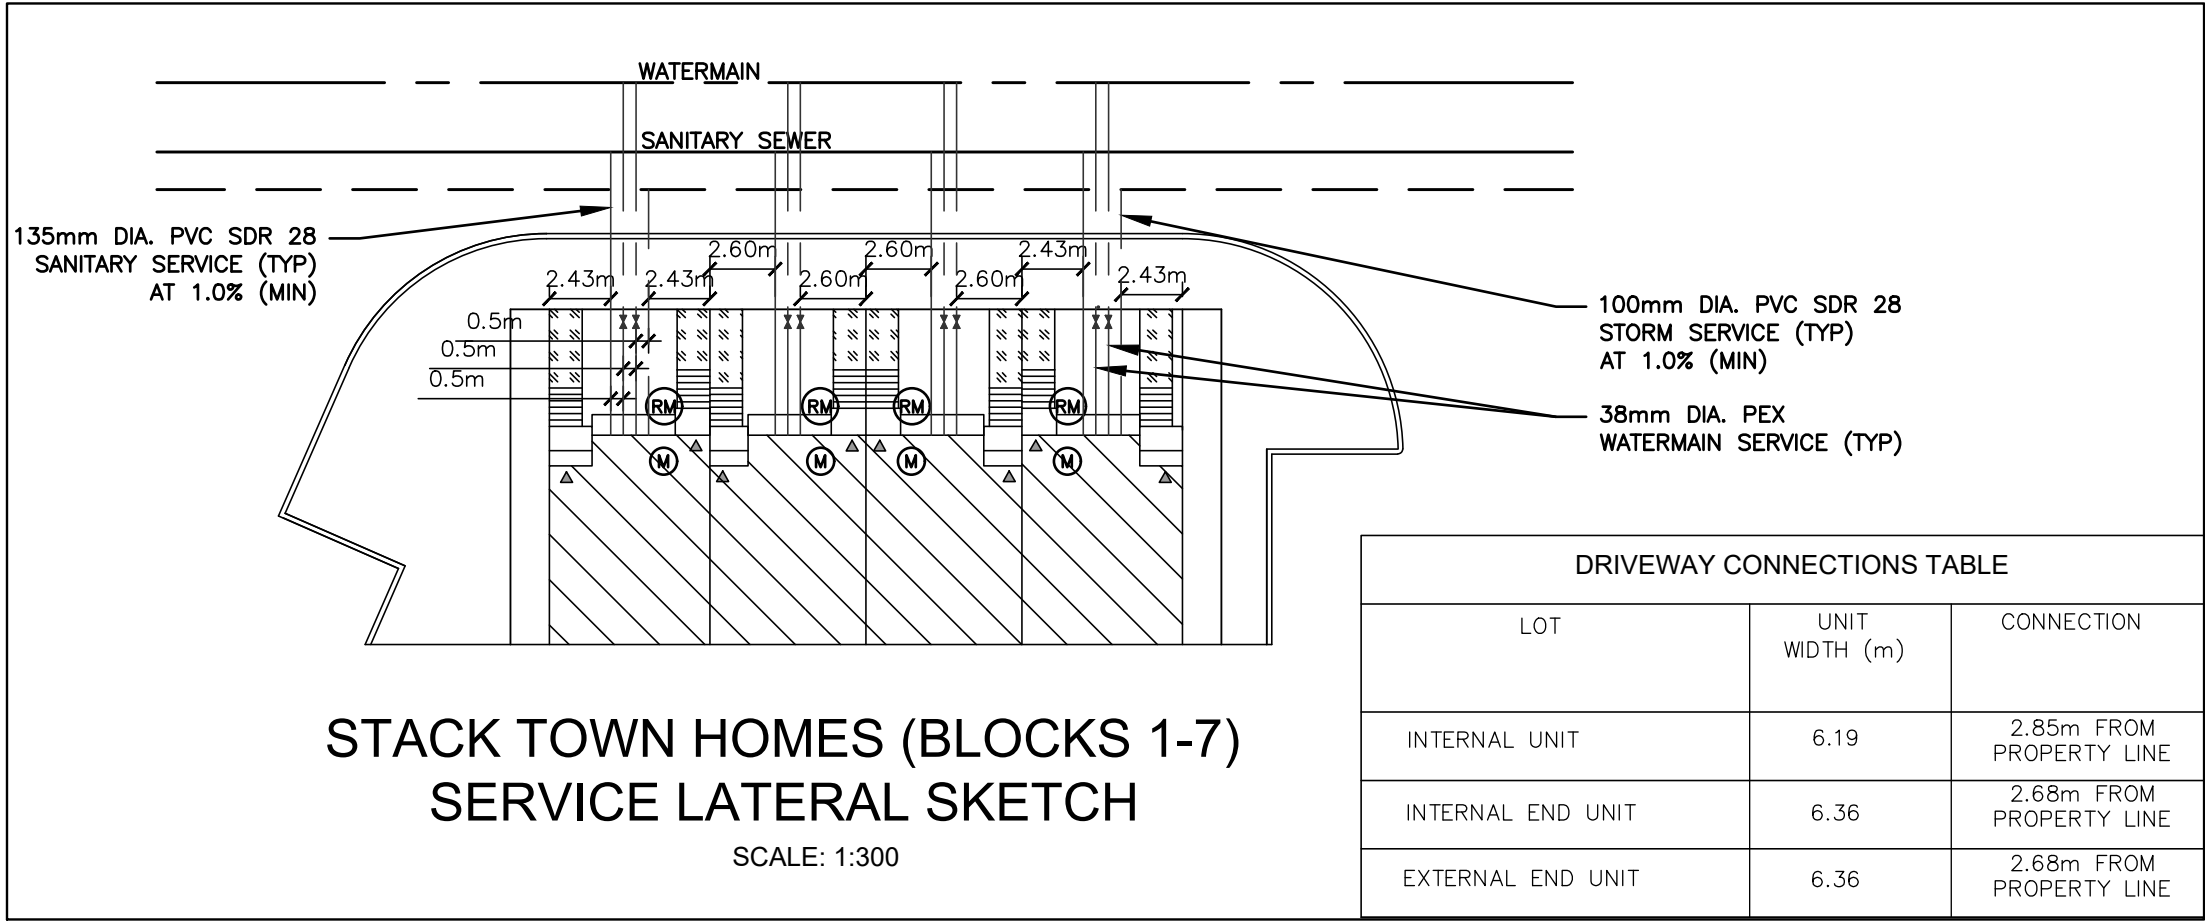 WATERMAIN
SANITARY SEWER
135mm DIA. PVC SDR 28
SANITARY SERVICE (TYP)
AT 1.0% (MIN)
2.60m
2.60m
2.43m
2.43m
2.43m
2.60m
2.60m
2.43m
0.5m
0.5m
0.5m
100mm DIA. PVC SDR 28
STORM SERVICE (TYP)
AT 1.0% (MIN)
RM
RM
RM
RM
38mm DIA. PEX
WATERMAIN SERVICE (TYP)
M
M
M
M
DRIVEWAY CONNECTIONS TABLE
LOT
UNIT
WIDTH (m)
CONNECTION
INTERNAL UNIT
6.19
2.85m FROM
PROPERTY LINE
INTERNAL END UNIT
6.36
2.68m FROM
PROPERTY LINE
EXTERNAL END UNIT
6.36
2.68m FROM
PROPERTY LINE
STACK TOWN HOMES (BLOCKS 1-7)
SERVICE LATERAL SKETCH
SCALE: 1:300